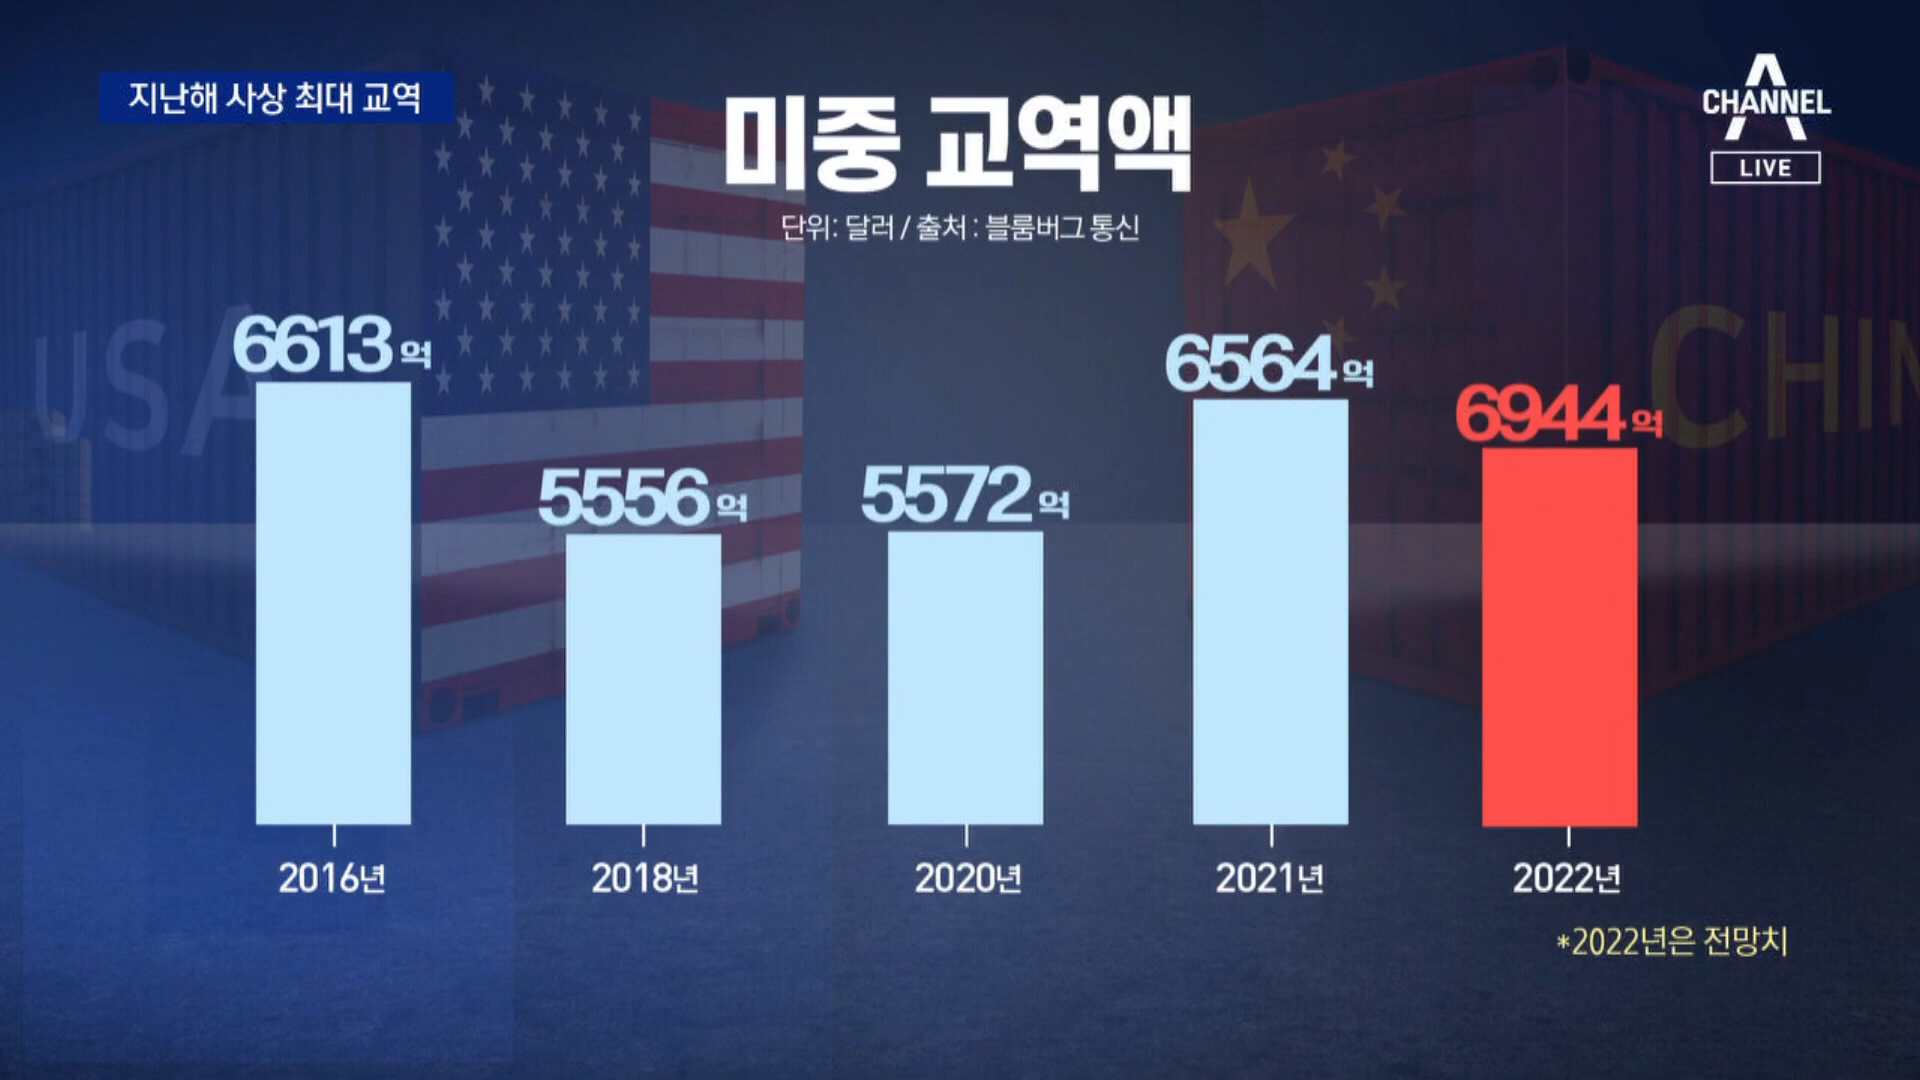 지난해 사상 최대 교역
미중 교역액
단위: 달러 / 출처 : 블룸버그 통신
CHANNEL A
LIVE
USA
CHIN
6613억
5556억
5572억
6564억
6944억
2016년
2018년
2020년
2021년
2022년
*2022년은 전망치